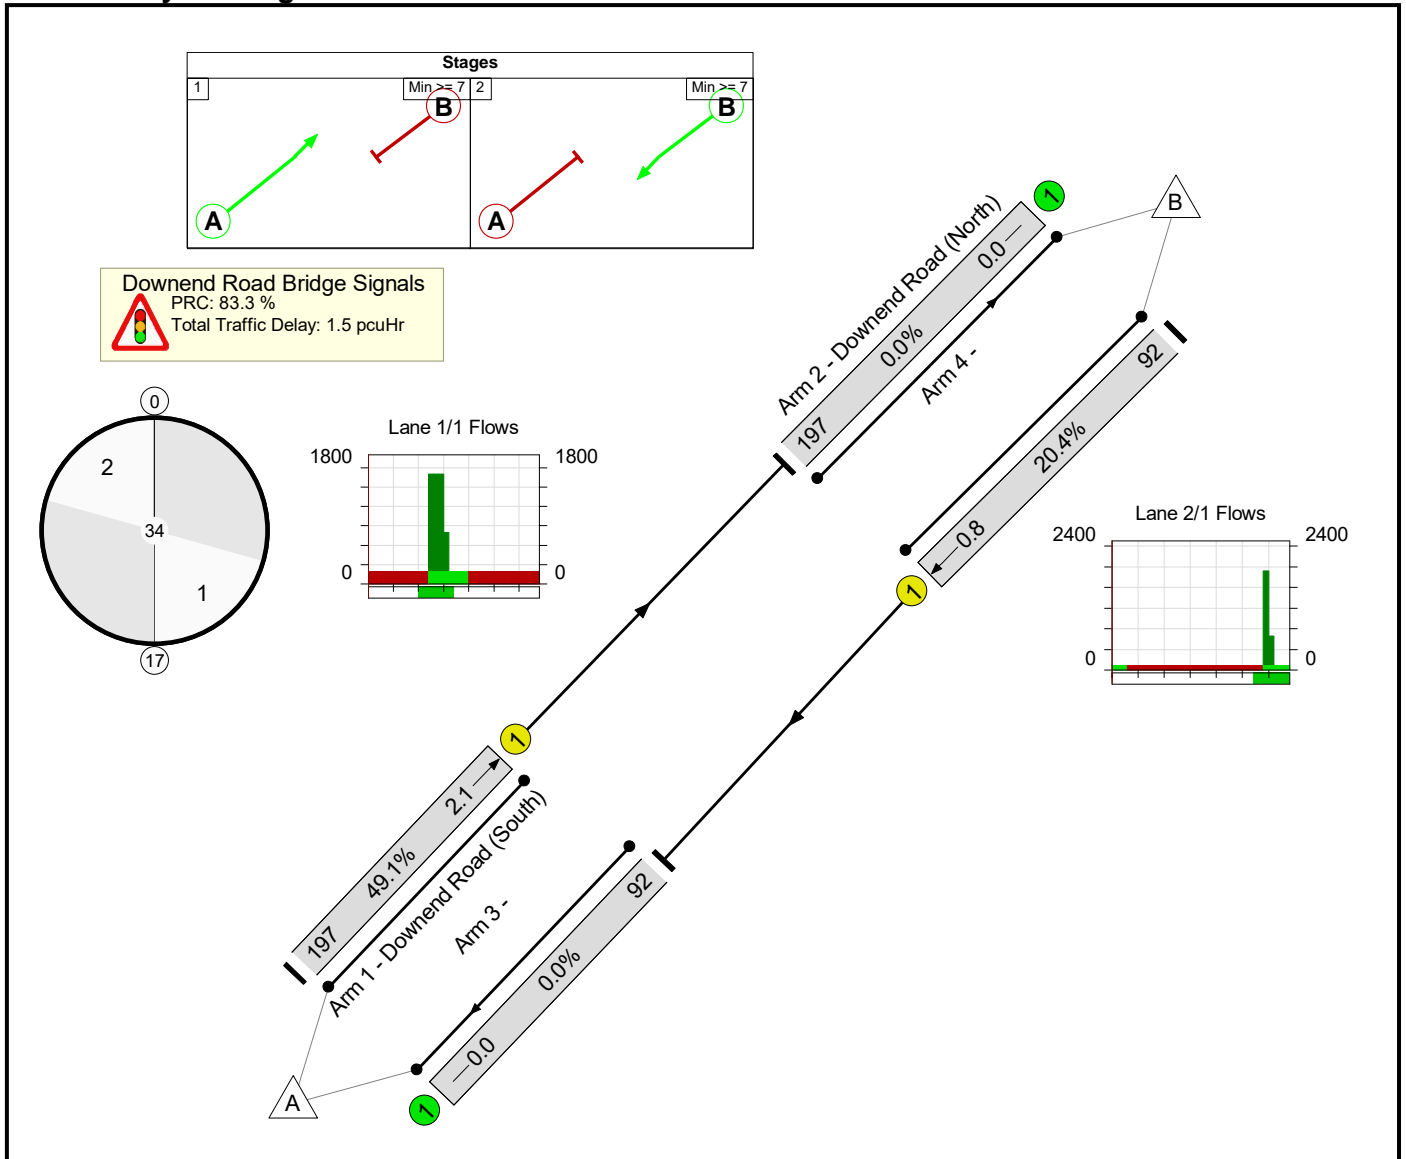 Stages
1
Min >= 7
2
Min >= 7
B
B
A
A
Downend Road Bridge Signals
PRC: 83.3 %
Total Traffic Delay: 1.5 pcuHr
0
2
34
1
17
Lane 1/1 Flows
1800
1800
0
0
Arm 2 - Downend Road (North)
1
0.0
0.0%
197
Arm 4 -
B
92
20.4%
0.8
1
Lane 2/1 Flows
2400
2400
0
0
1
2.1
49.1%
197
Arm 1 - Downend Road (South)
Arm 3 -
92
0.0%
0.0
1
A